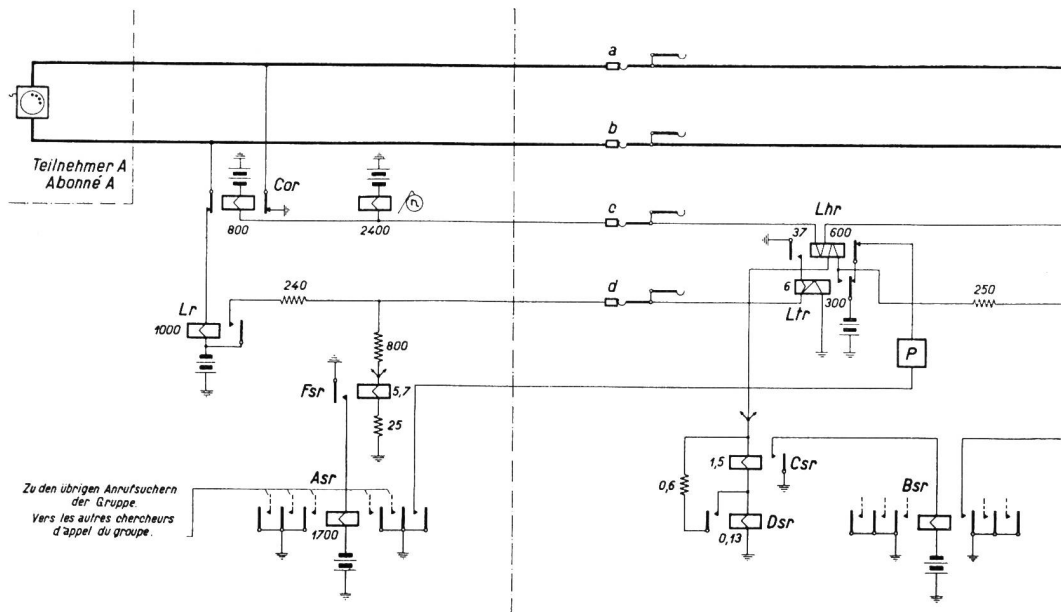 a
b
Teilnehmer A
Abonné A
Cor
n
c
Lhr
800
2400
37
600
240
d
6
300
250
Lr
1000
Ltr
800
P
Fsr
5,7
25
Asr
1,5
Csr
Bsr
0,6
Zu den übrigen Anrufsuchern
der Gruppe.
Vers les autres chercheurs
d'appel du groupe.
1700
Dsr
0,13